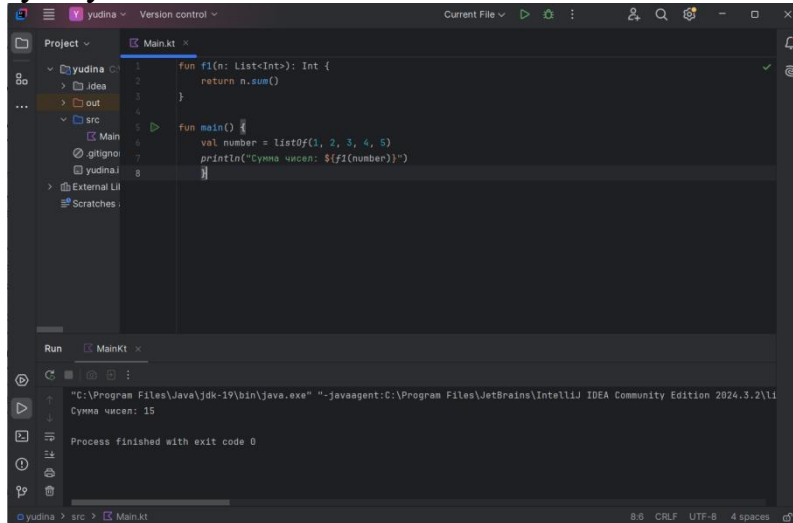 Y yudina Version control Current File
Project
Main.kt
yudina
.idea
out
src
Main
.gitigno
yudina.i
External Lil
Scratches
1 fun f1(n: List<Int>): Int {
2 return n.sum()
3 }
4
5 fun main() {
6 val number = listOf(1, 2, 3, 4, 5)
7 println("Сумма чисел: ${f1(number)}")
8 }
Run MainKt
"C:\Program Files\Java\jdk-19\bin\java.exe" "-javaagent:C:\Program Files\JetBrains\IntelliJ IDEA Community Edition 2024.3.2\li
Сумма чисел: 15
Process finished with exit code 0
yudina > src > Main.kt 8:6 CRLF UTF-8 4 spaces